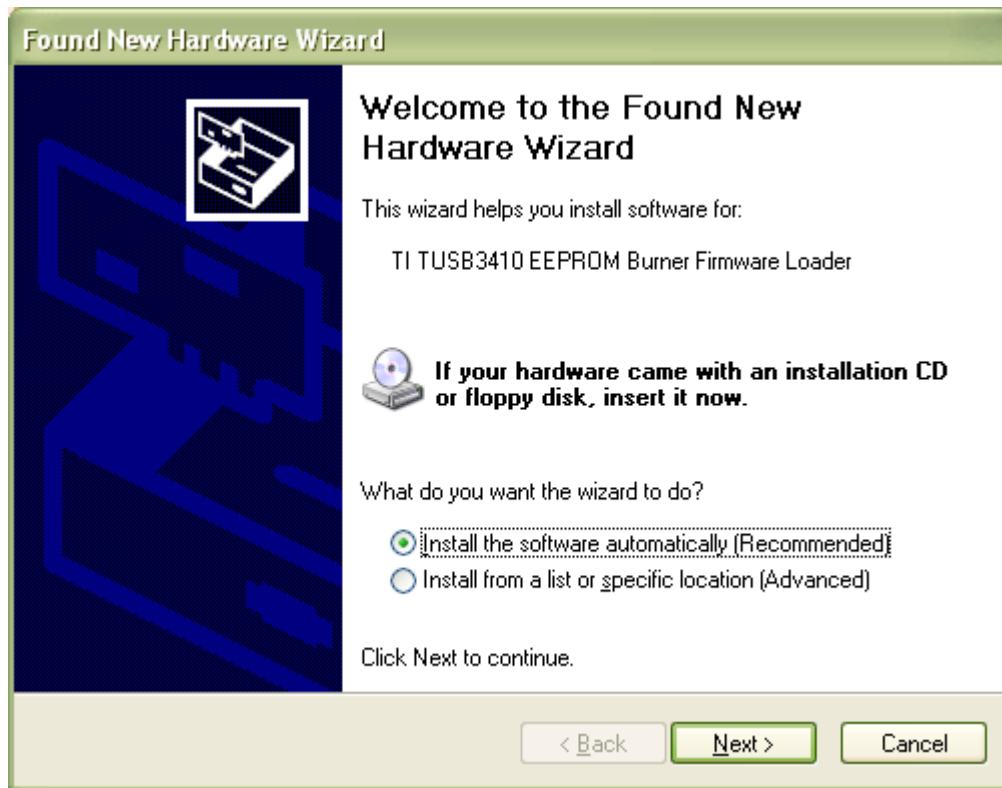 Found New Hardware Wizard
Welcome to the Found New
Hardware Wizard
This wizard helps you install software for:
TI TUSB3410 EEPROM Burner Firmware Loader
If your hardware came with an installation CD
or floppy disk, insert it now.
What do you want the wizard to do?
Install the software automatically (Recommended)
Install from a list or specific location (Advanced)
Click Next to continue.
< Back Next > Cancel